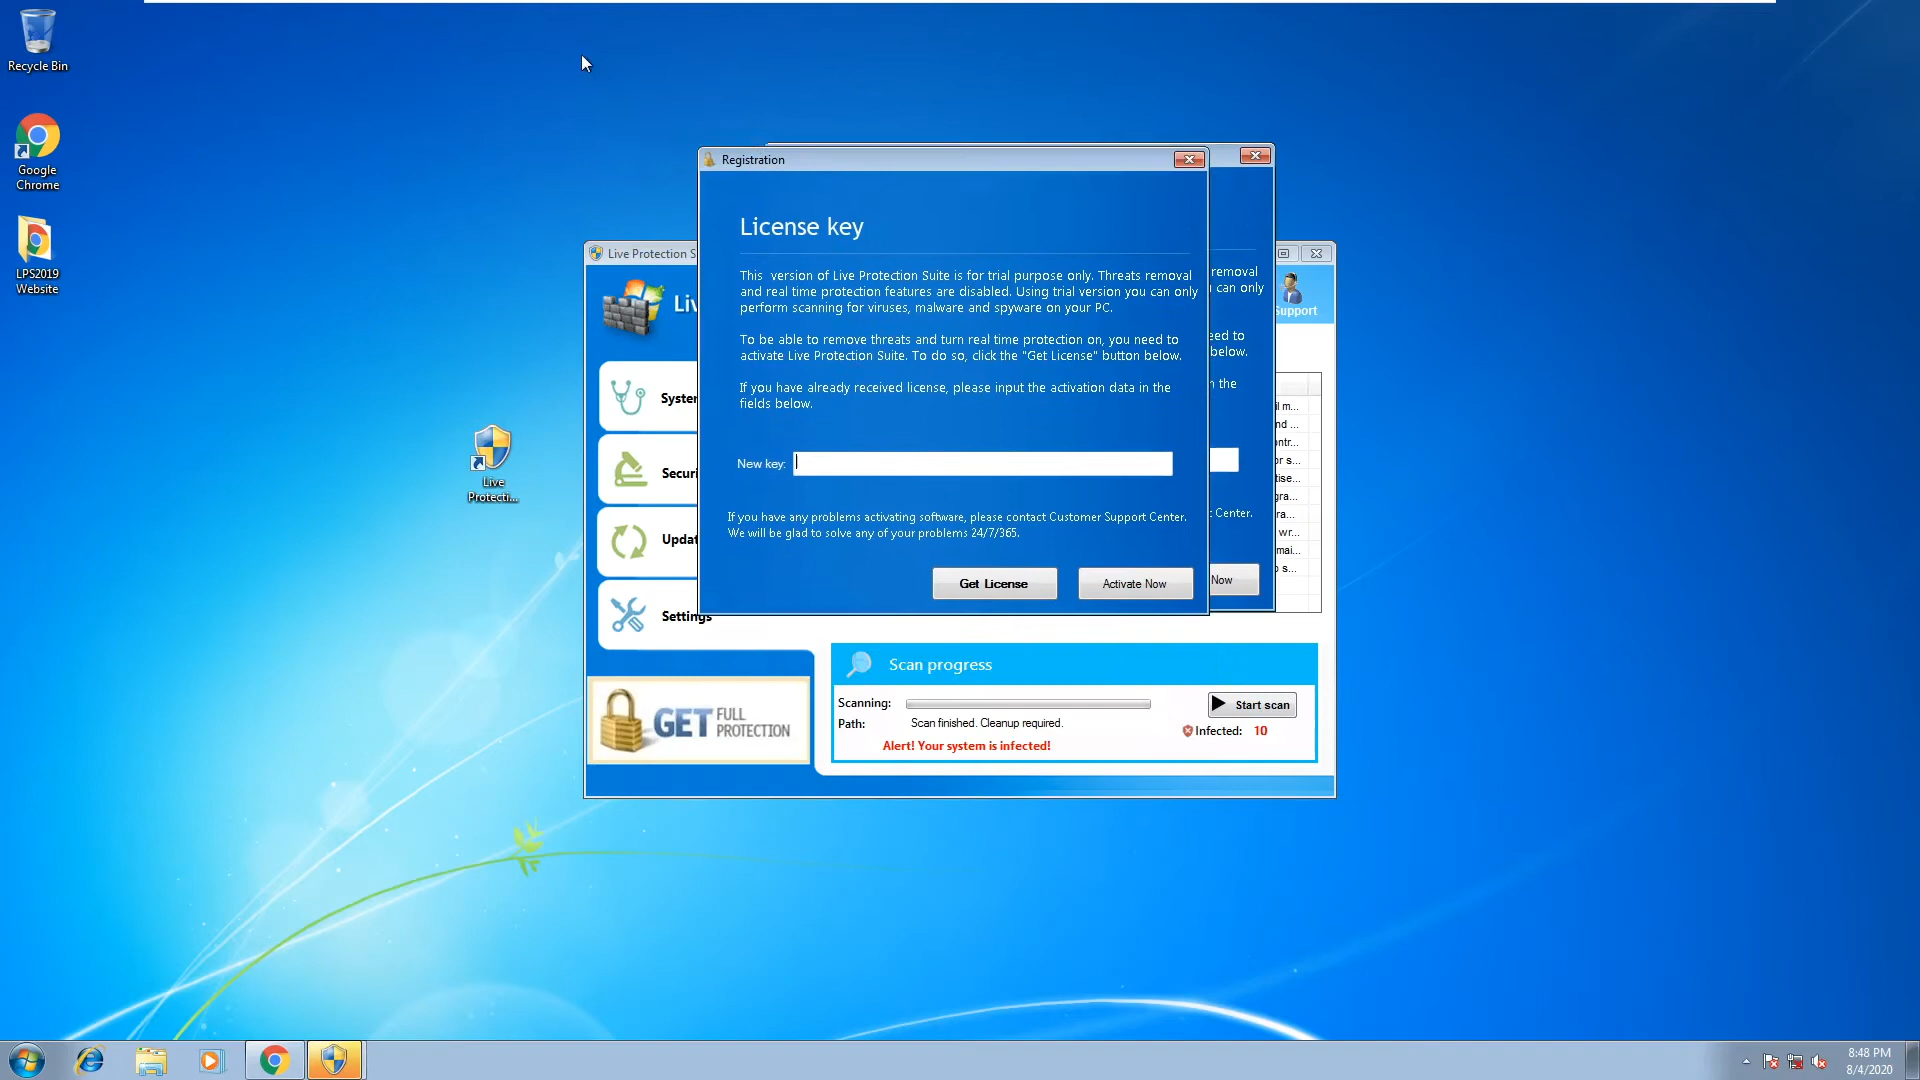 Recycle Bin
Google
Chrome
LPS2019
Website
Live
Protecti...
Registration
License key
This  version of Live Protection Suite is for trial purpose only. Threats removal
and real time protection features are disabled. Using trial version you can only
perform scanning for viruses, malware and spyware on your PC.
To be able to remove threats and turn real time protection on, you need to
activate Live Protection Suite. To do so, click the "Get License" button below.
If you have already received license, please input the activation data in the
fields below.
New key:
If you have any problems activating software, please contact Customer Support Center.
We will be glad to solve any of your problems 24/7/365.
Get License
Activate Now
removal
can only
need to
below.
the
Center.
Now
Live Protection S
Support
Settings
GET FULL
PROTECTION
Scan progress
Scanning:
Start scan
Path:
Scan finished. Cleanup required.
Infected: 10
Alert! Your system is infected!
8:48 PM
8/4/2020